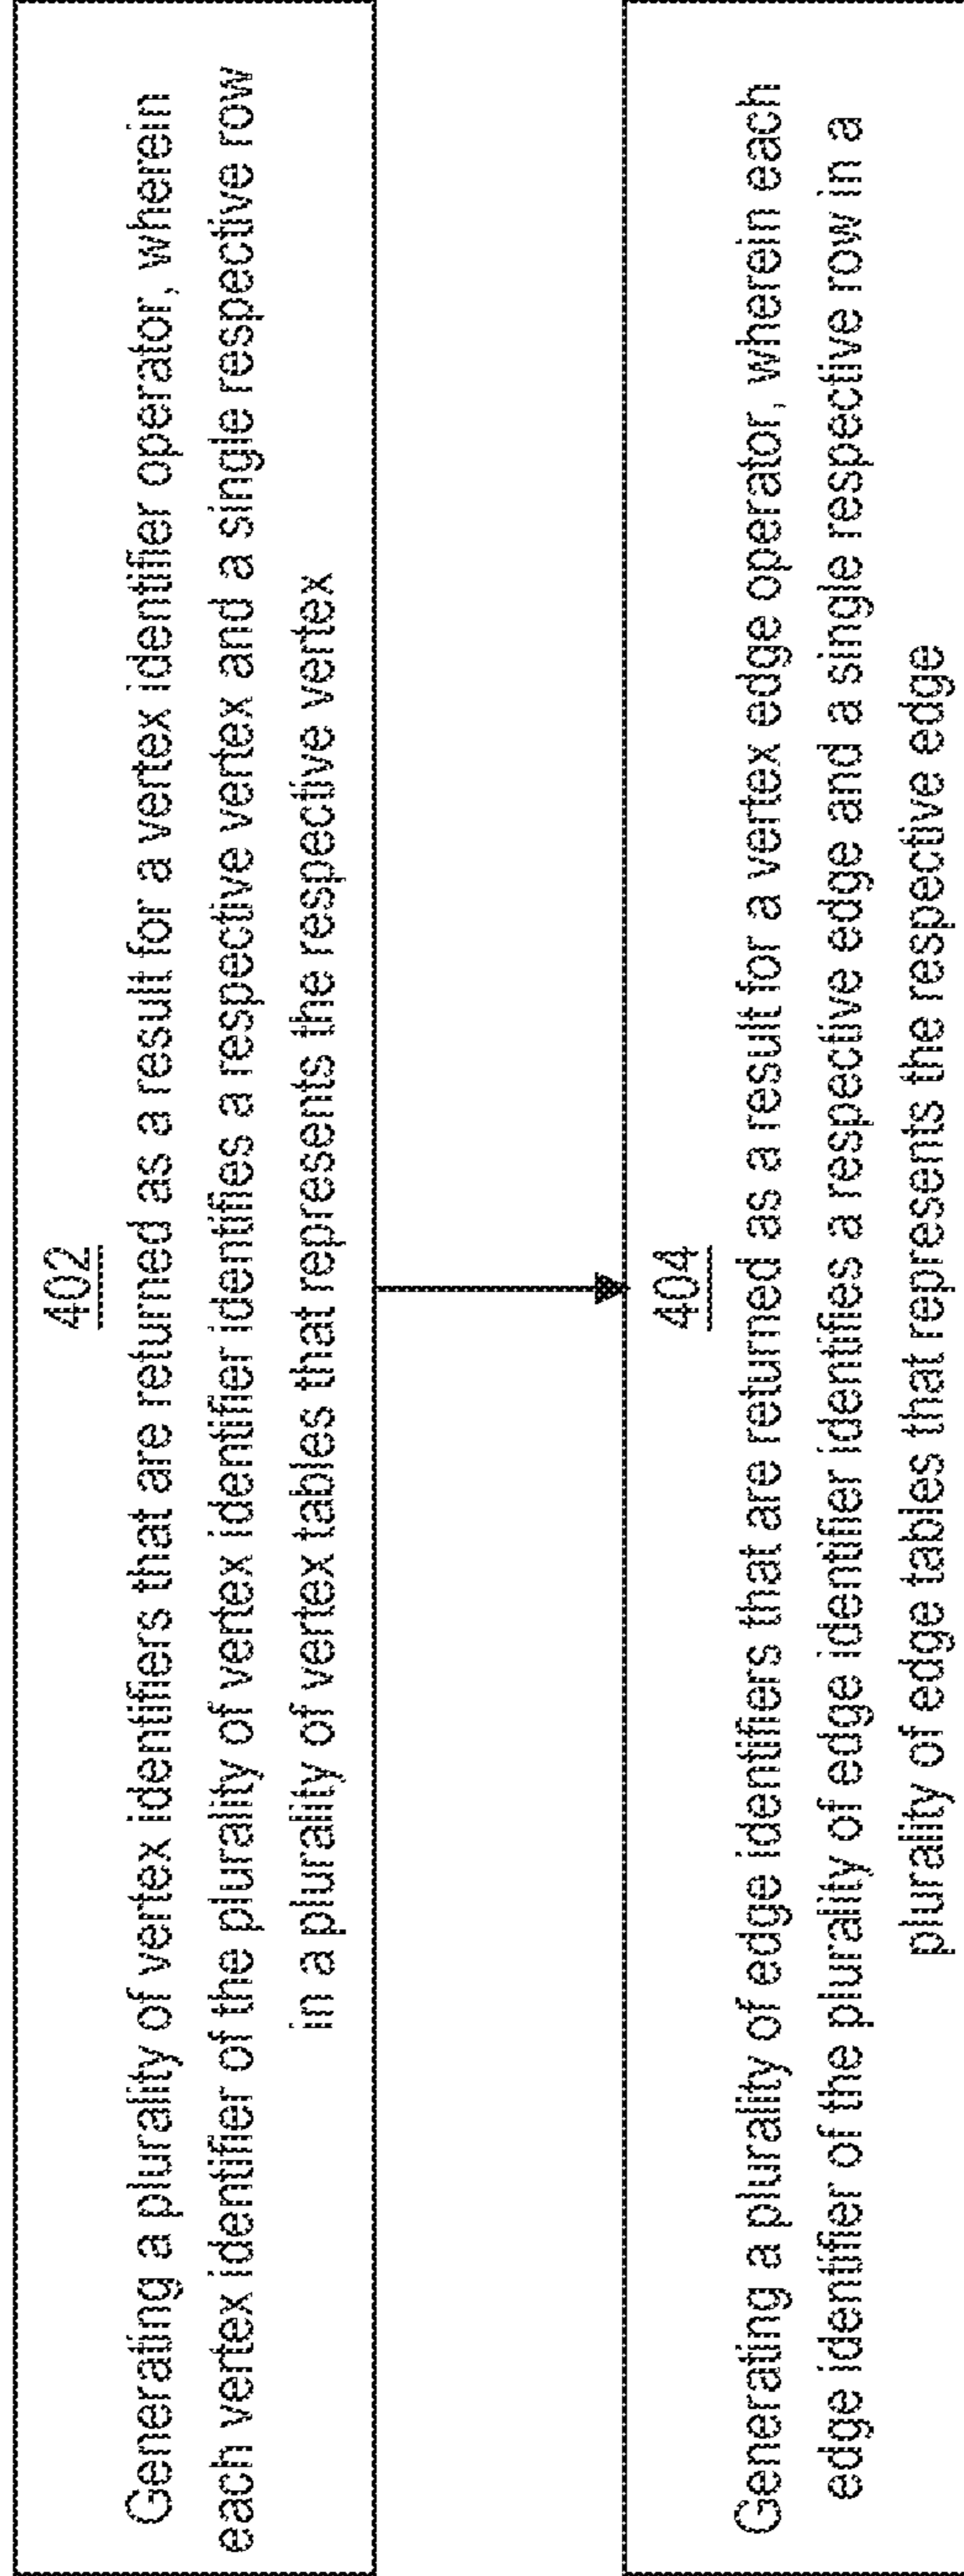 402
Generating a plurality of vertex identifiers that are returned as a result for a vertex identifier operator, wherein
each vertex identifier of the plurality of vertex identifier identifies a respective vertex and a single respective row
in a plurality of vertex tables that represents the respective vertex
404
Generating a plurality of edge identifiers that are returned as a result for a vertex edge operator, wherein each
edge identifier of the plurality of edge identifier identifies a respective edge and a single respective row in a
plurality of edge tables that represents the respective edge